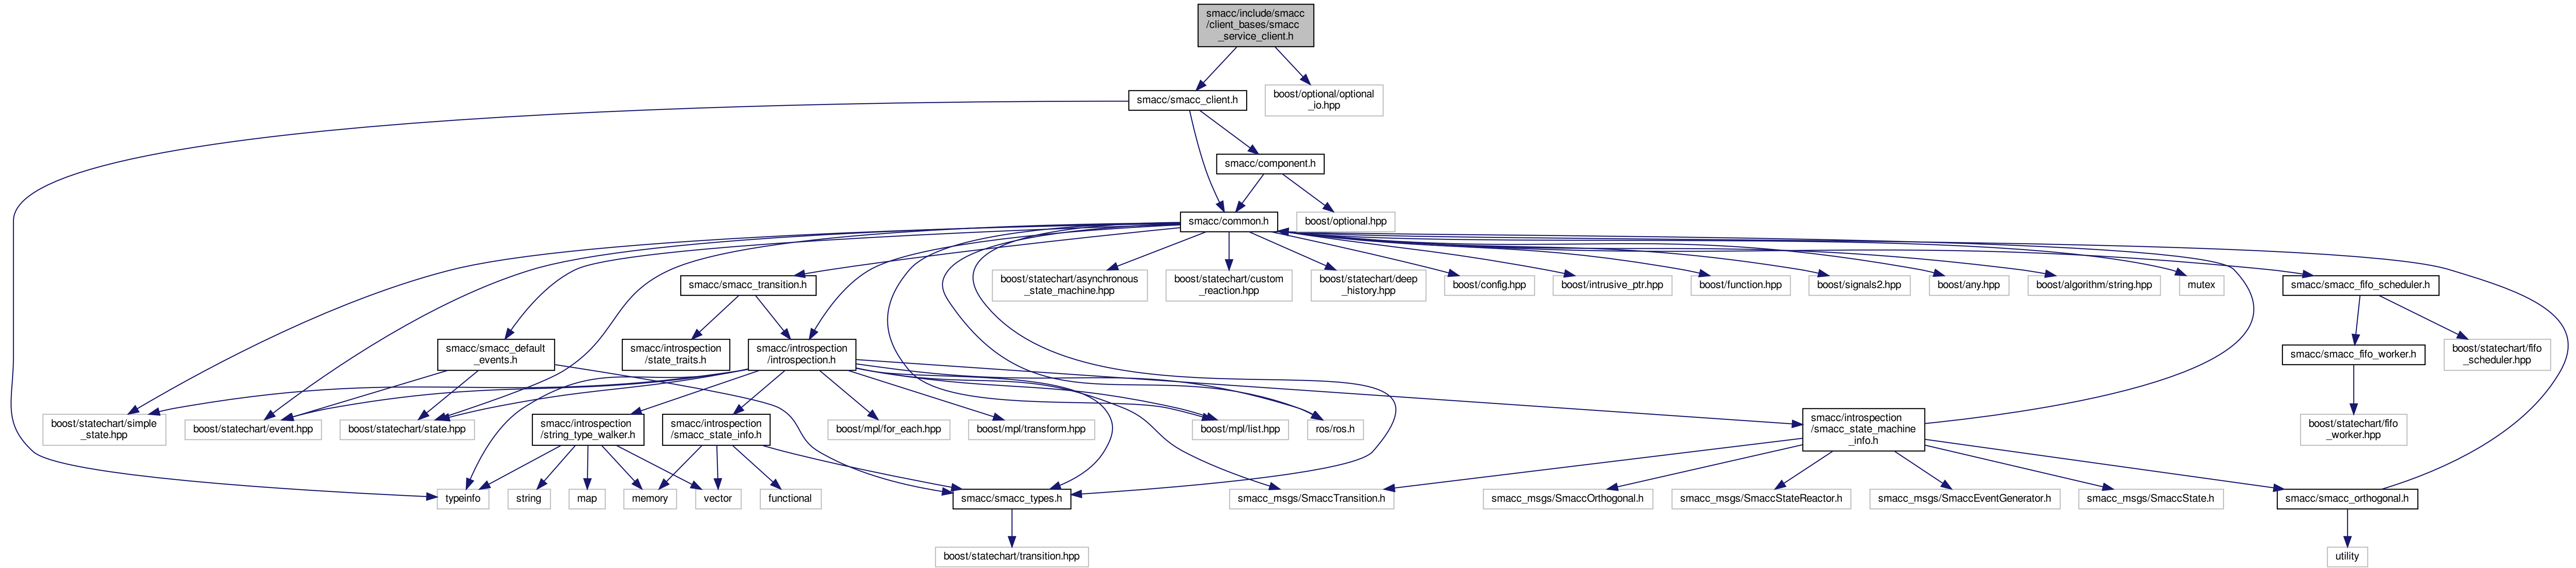 smacc/include/smacc
/client_bases/smacc
_service_client.h
smacc/smacc_client.h
boost/optional/optional
_io.hpp
smacc/component.h
smacc/common.h
boost/optional.hpp
smacc/smacc_transition.h
boost/statechart/asynchronous
_state_machine.hpp
boost/statechart/custom
_reaction.hpp
boost/statechart/deep
_history.hpp
boost/config.hpp
boost/intrusive_ptr.hpp
boost/function.hpp
boost/signals2.hpp
boost/any.hpp
boost/algorithm/string.hpp
mutex
smacc/smacc_fifo_scheduler.h
smacc/smacc_default
_events.h
smacc/introspection
/state_traits.h
smacc/introspection
/introspection.h
smacc/smacc_fifo_worker.h
boost/statechart/fifo
_scheduler.hpp
boost/statechart/simple
_state.hpp
boost/statechart/event.hpp
boost/statechart/state.hpp
smacc/introspection
/string_type_walker.h
smacc/introspection
/smacc_state_info.h
boost/mpl/for_each.hpp
boost/mpl/transform.hpp
boost/mpl/list.hpp
ros/ros.h
smacc/introspection
/smacc_state_machine
_info.h
boost/statechart/fifo
_worker.hpp
typeinfo
string
map
memory
vector
functional
smacc/smacc_types.h
smacc_msgs/SmaccTransition.h
smacc_msgs/SmaccOrthogonal.h
smacc_msgs/SmaccStateReactor.h
smacc_msgs/SmaccEventGenerator.h
smacc_msgs/SmaccState.h
smacc/smacc_orthogonal.h
boost/statechart/transition.hpp
utility